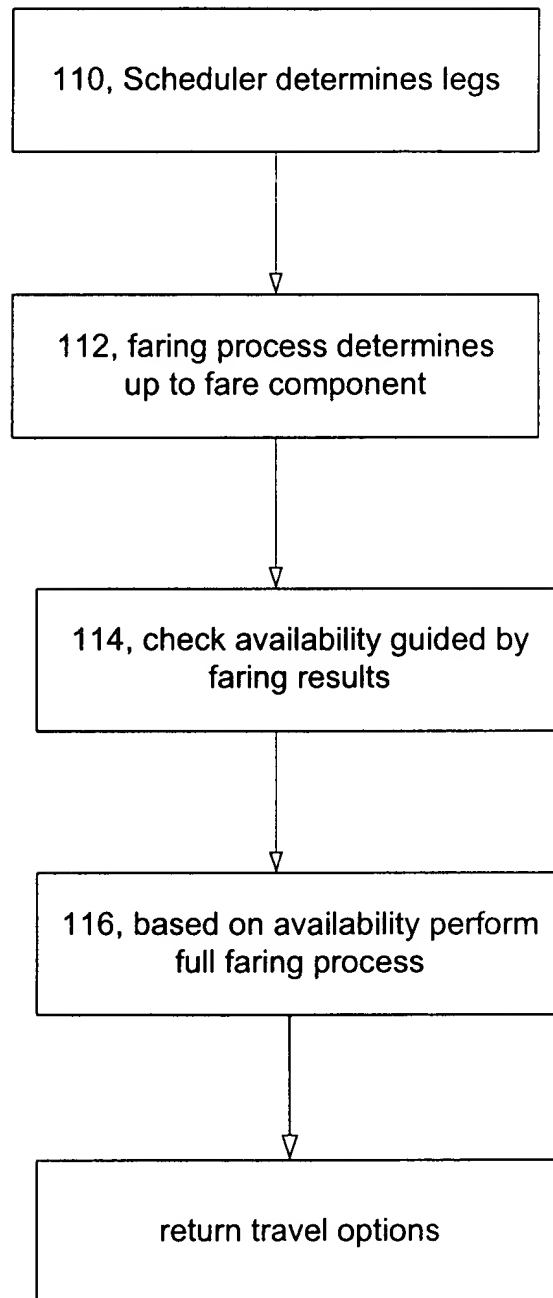 110, Scheduler determines legs
112, faring process determines
up to fare component
114, check availability guided by
faring results
116, based on availability perform
full faring process
return travel options